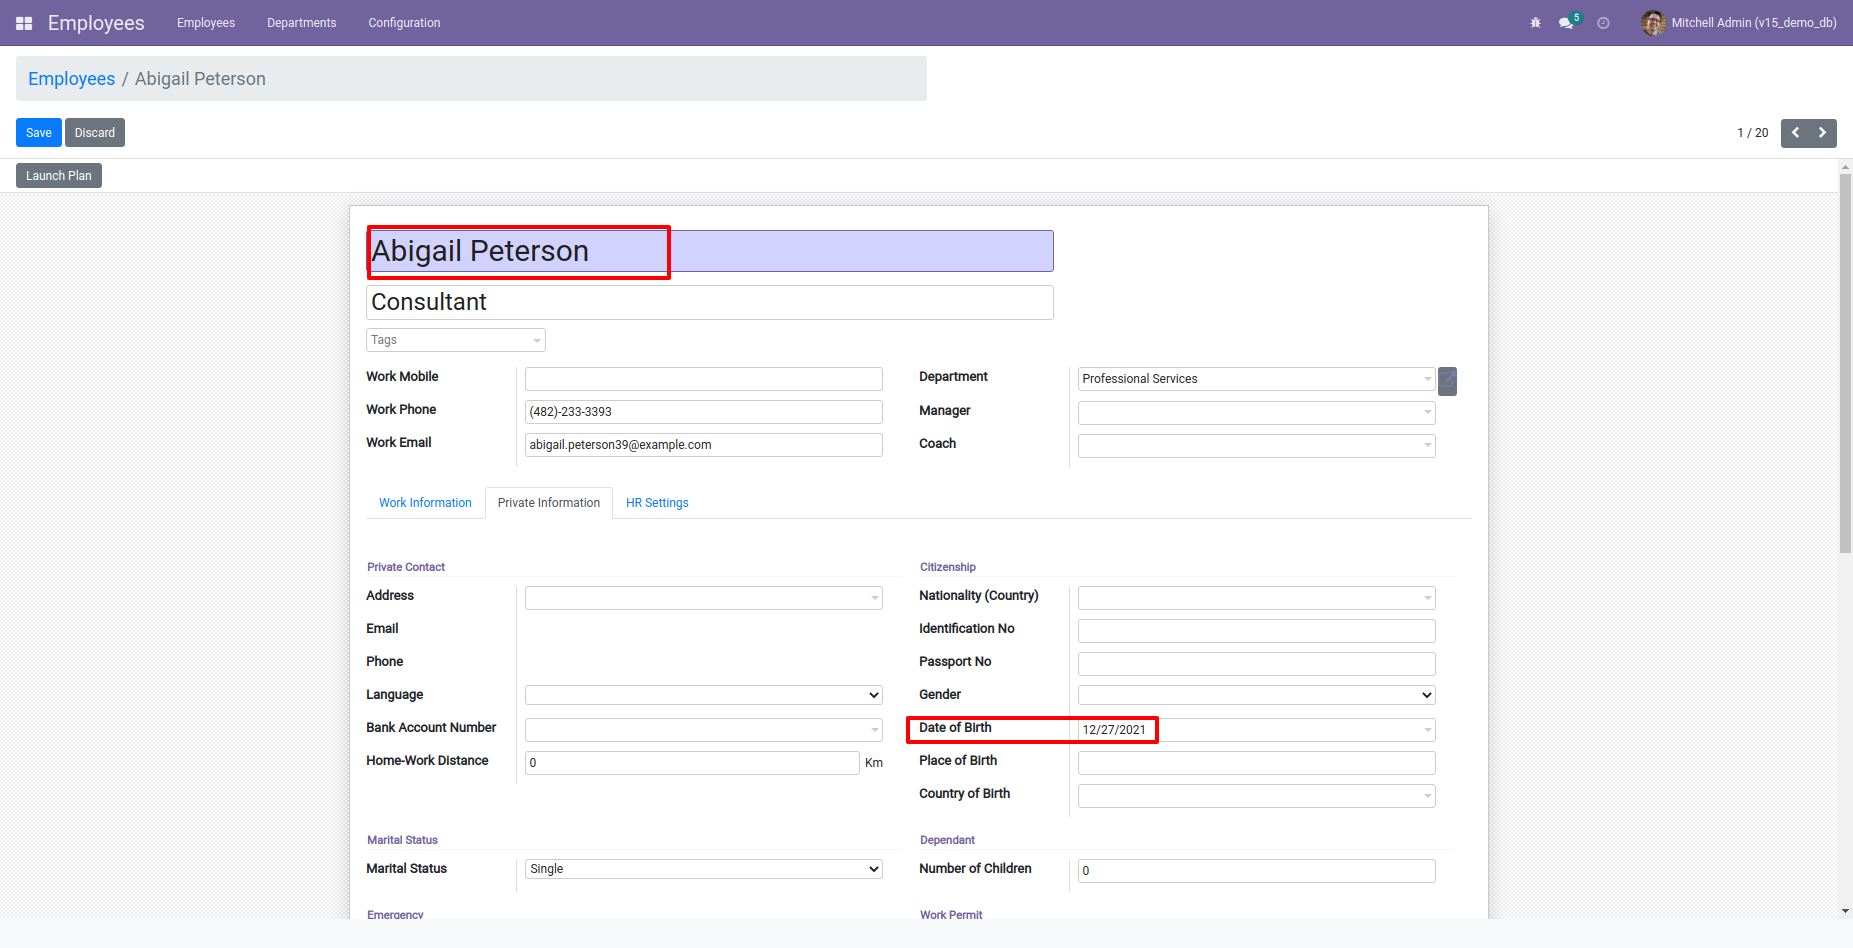 Employees Employees Departments Configuration 5 Mitchell Admin (v15_demo_db)
Employees / Abigail Peterson
Save Discard 1 / 20
Launch Plan
Abigail Peterson
Consultant
Tags
Work Mobile
Work Phone (482)-233-3393
Work Email abigail.peterson39@example.com
Department Professional Services
Manager
Coach
Work Information Private Information HR Settings
Private Contact
Address
Email
Phone
Language
Bank Account Number
Home-Work Distance 0 Km
Citizenship
Nationality (Country)
Identification No
Passport No
Gender
Date of Birth 12/27/2021
Place of Birth
Country of Birth
Marital Status
Marital Status Single
Dependant
Number of Children 0
Emergency
Work Permit